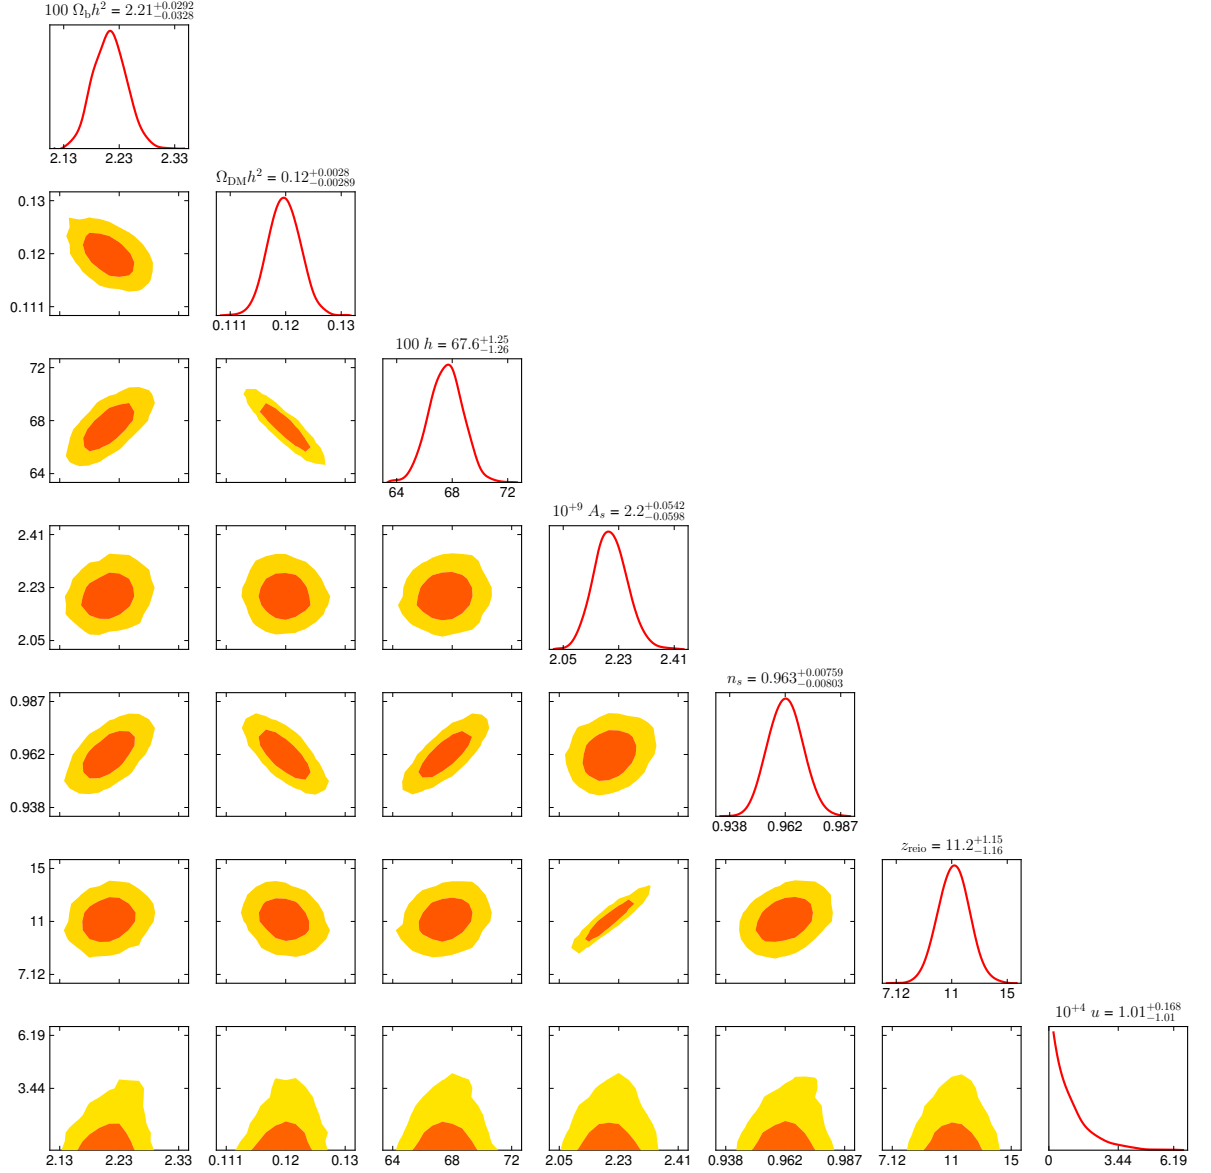 100 Ω_b h² = 2.21^{+0.0292}_{-0.0328}
2.13 2.23 2.33
Ω_DM h² = 0.12^{+0.0028}_{-0.00289}
0.13
0.12
0.111
0.111 0.12 0.13
100 h = 67.6^{+1.25}_{-1.26}
72
68
64
64 68 72
10^{+9} A_s = 2.2^{+0.0542}_{-0.0598}
2.41
2.23
2.05
2.05 2.23 2.41
n_s = 0.963^{+0.00759}_{-0.00803}
0.987
0.962
0.938
0.938 0.962 0.987
z_reio = 11.2^{+1.15}_{-1.16}
15
11
7.12
7.12 11 15
10^{+4} u = 1.01^{+0.168}_{-1.01}
6.19
3.44
2.13 2.23 2.33 0.111 0.12 0.13 64 68 72 2.05 2.23 2.41 0.938 0.962 0.987 7.12 11 15 0 3.44 6.19